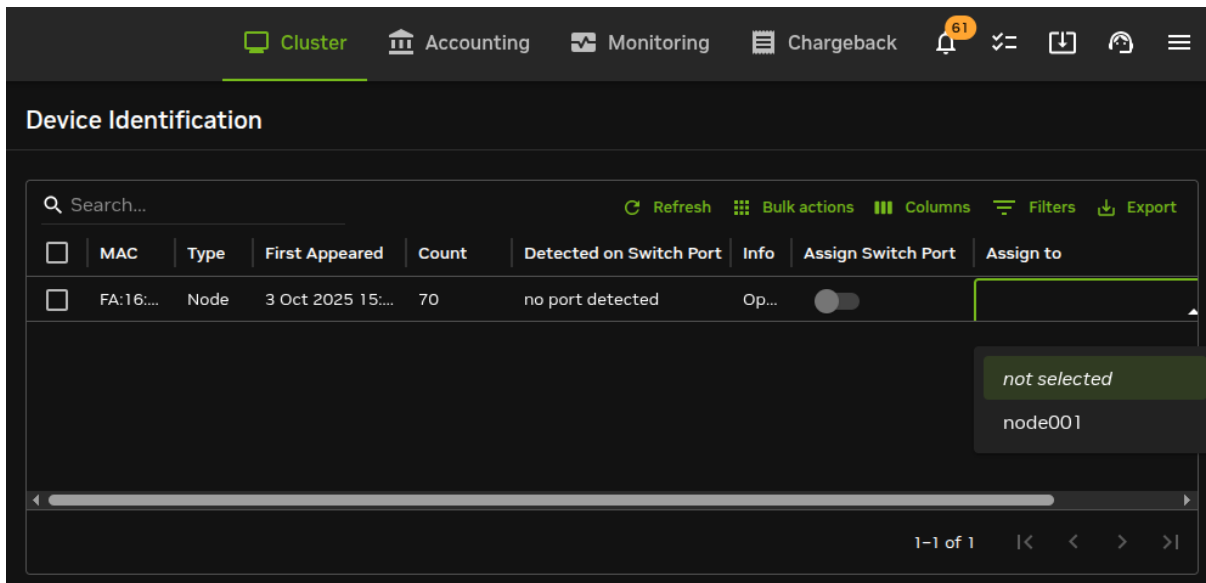 Cluster Accounting Monitoring Chargeback 61
Device Identification
Search... Refresh Bulk actions Columns Filters Export
MAC Type First Appeared Count Detected on Switch Port Info Assign Switch Port Assign to
FA:16:... Node 3 Oct 2025 15:... 70 no port detected Op...
not selected
node001
1–1 of 1